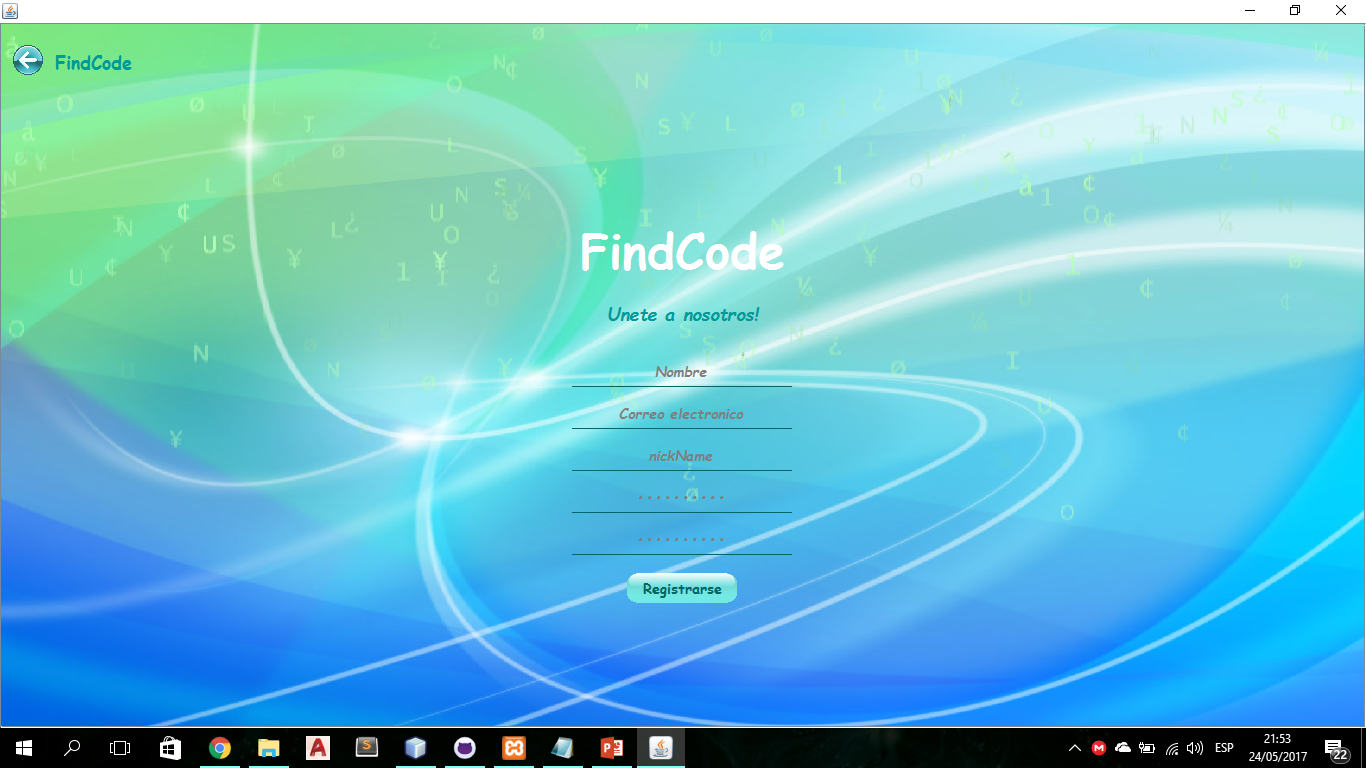 FindCode
FindCode
Unete a nosotros!
Nombre
Correo electronico
nickName
..........
..........
Registrarse
ESP
21:53
24/05/2017
22